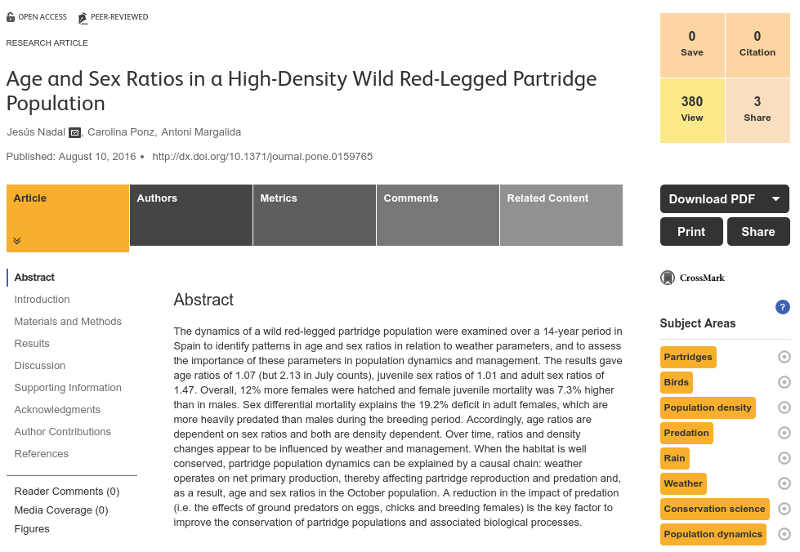 OPEN ACCESS PEER-REVIEWED
RESEARCH ARTICLE
Age and Sex Ratios in a High-Density Wild Red-Legged Partridge
Population
Jesús Nadal , Carolina Ponz, Antoni Margalida
Published: August 10, 2016 • http://dx.doi.org/10.1371/journal.pone.0159765
0
Save
0
Citation
380
View
3
Share
Article
Authors
Metrics
Comments
Related Content
Download PDF
Print
Share
CrossMark
Abstract
Introduction
Materials and Methods
Results
Discussion
Supporting Information
Acknowledgments
Author Contributions
References
Reader Comments (0)
Media Coverage (0)
Figures
Abstract
The dynamics of a wild red-legged partridge population were examined over a 14-year period in
Spain to identify patterns in age and sex ratios in relation to weather parameters, and to assess
the importance of these parameters in population dynamics and management. The results gave
age ratios of 1.07 (but 2.13 in July counts), juvenile sex ratios of 1.01 and adult sex ratios of
1.47. Overall, 12% more females were hatched and female juvenile mortality was 7.3% higher
than in males. Sex differential mortality explains the 19.2% deficit in adult females, which are
more heavily predated than males during the breeding period. Accordingly, age ratios are
dependent on sex ratios and both are density dependent. Over time, ratios and density
changes appear to be influenced by weather and management. When the habitat is well
conserved, partridge population dynamics can be explained by a causal chain: weather
operates on net primary production, thereby affecting partridge reproduction and predation and,
as a result, age and sex ratios in the October population. A reduction in the impact of predation
(i.e. the effects of ground predators on eggs, chicks and breeding females) is the key factor to
improve the conservation of partridge populations and associated biological processes.
?
Subject Areas
Partridges
Birds
Population density
Predation
Rain
Weather
Conservation science
Population dynamics